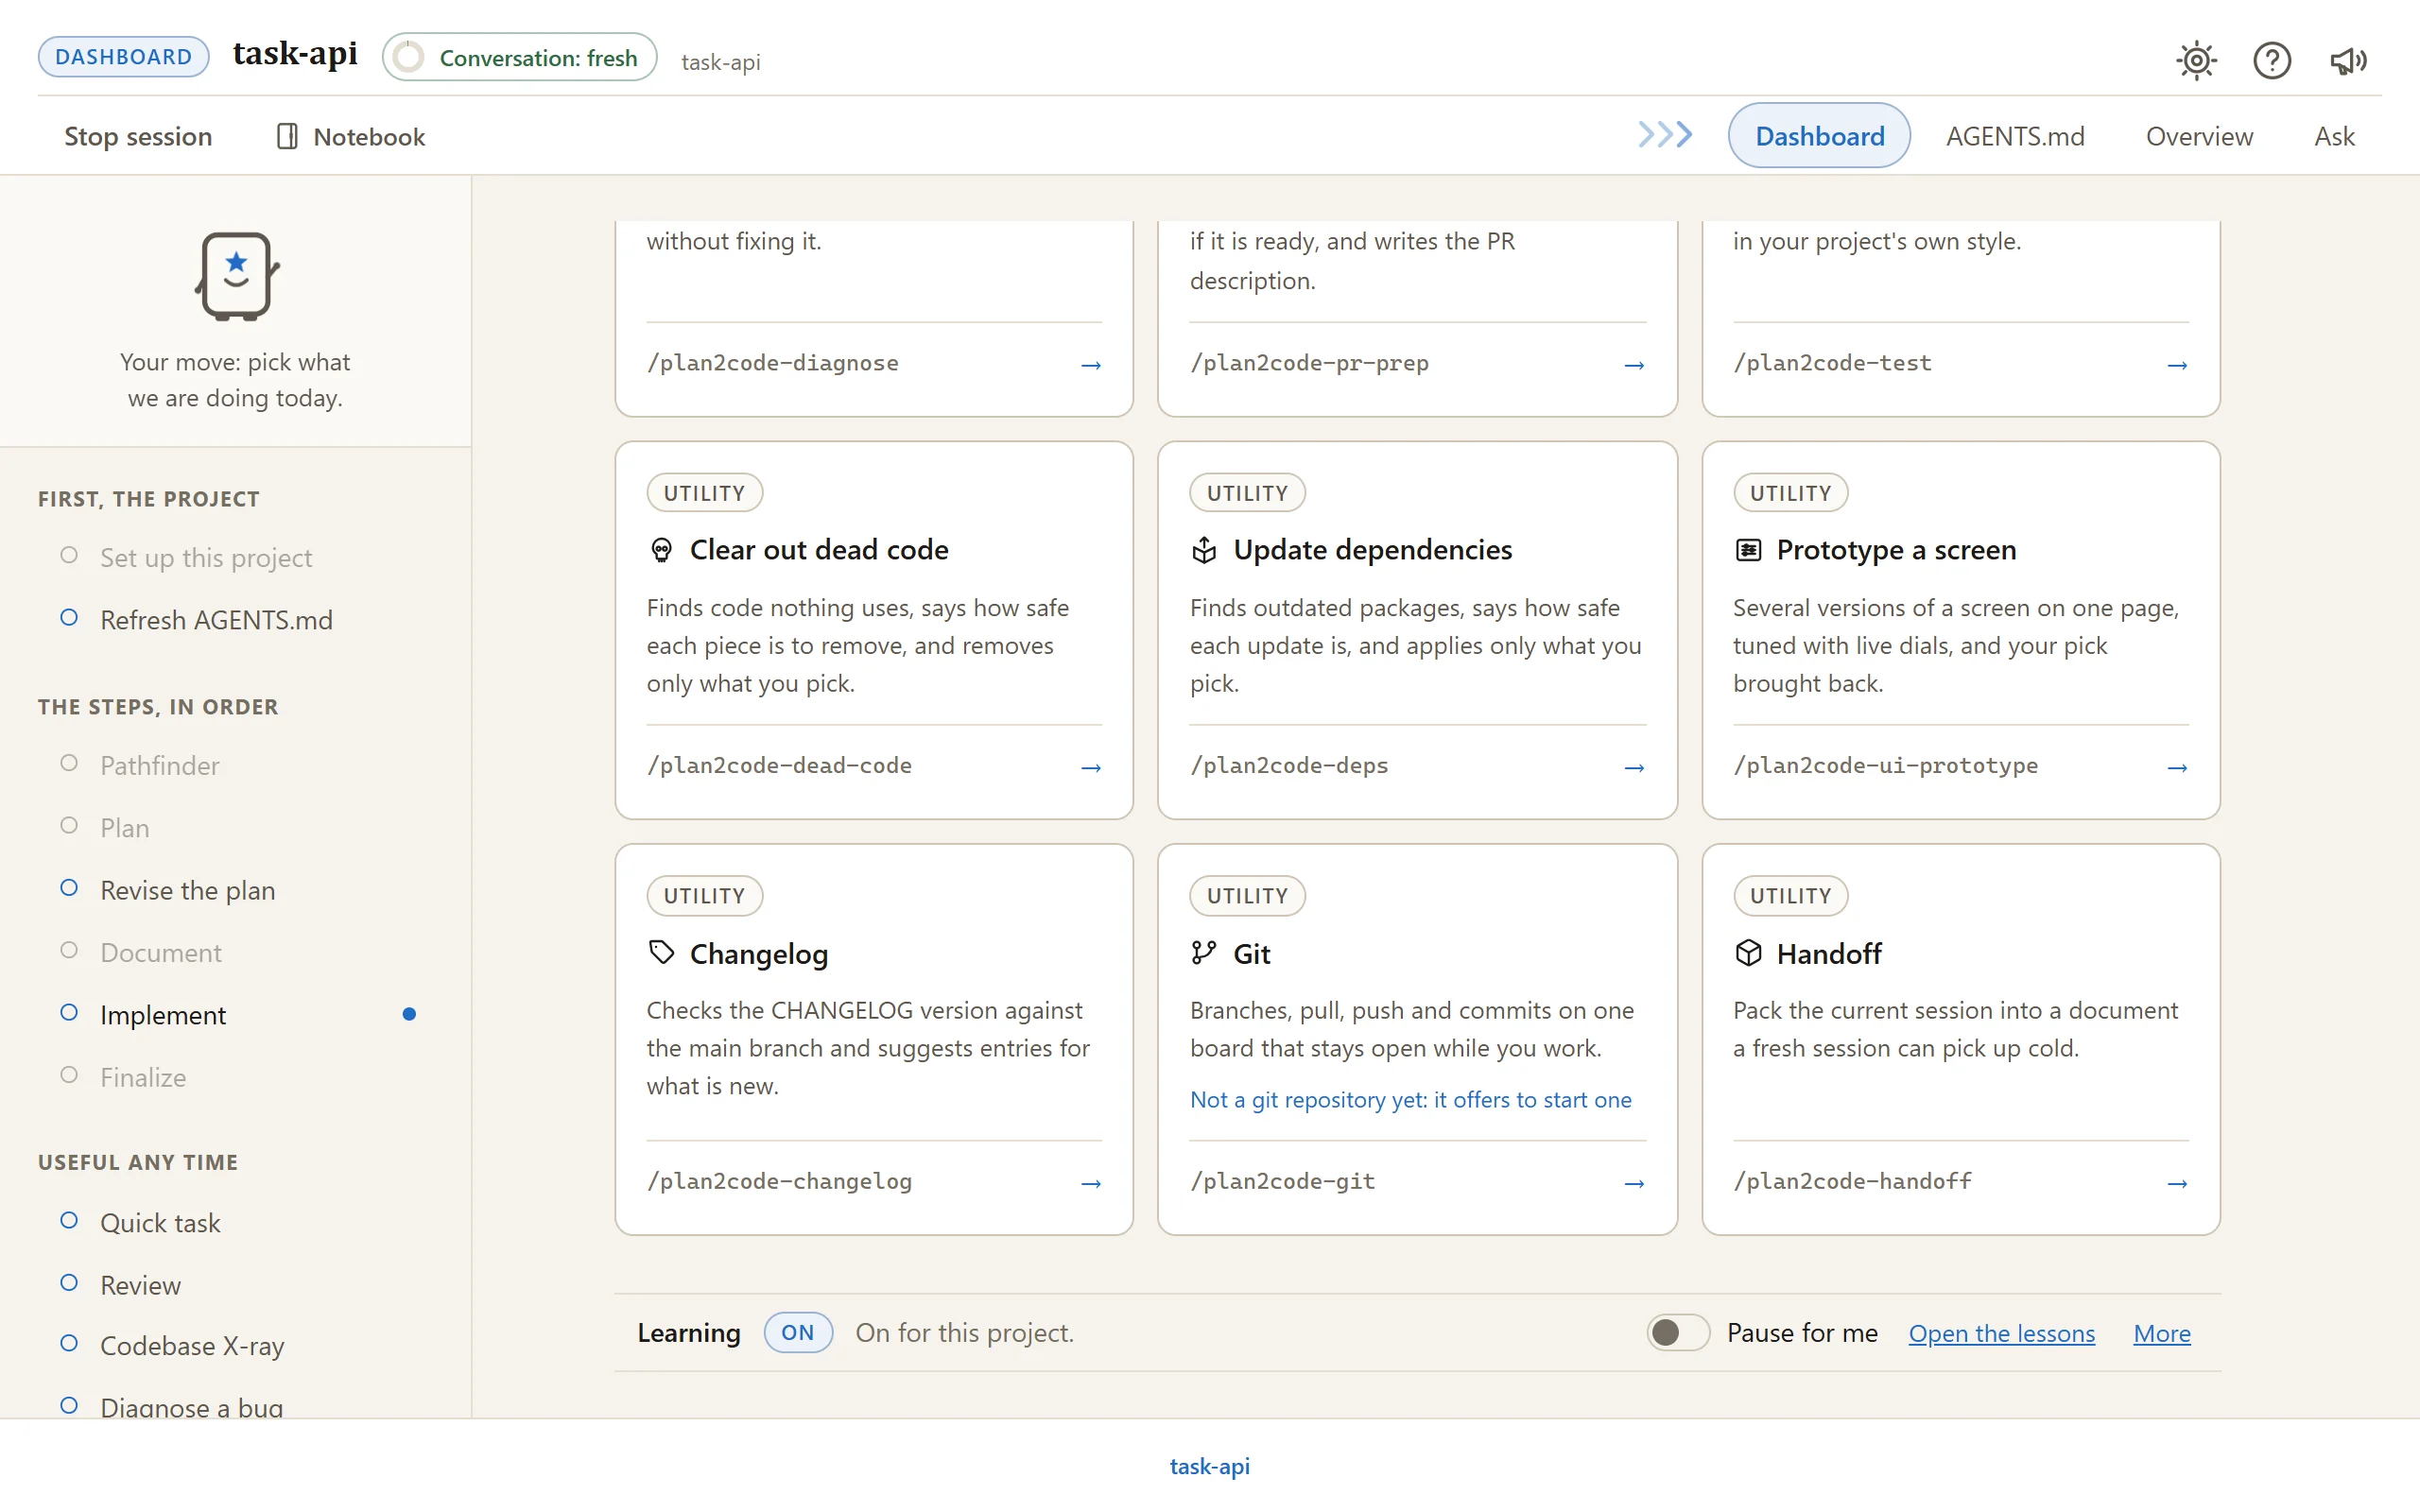 DASHBOARD task-api Conversation: fresh task-api
Stop session Notebook Dashboard AGENTS.md Overview Ask
Your move: pick what
we are doing today.
FIRST, THE PROJECT
Set up this project
Refresh AGENTS.md
THE STEPS, IN ORDER
Pathfinder
Plan
Revise the plan
Document
Implement
Finalize
USEFUL ANY TIME
Quick task
Review
Codebase X-ray
Diagnose a bug
without fixing it.
/plan2code-diagnose →
if it is ready, and writes the PR
description.
/plan2code-pr-prep →
in your project's own style.
/plan2code-test →
UTILITY
Clear out dead code
Finds code nothing uses, says how safe
each piece is to remove, and removes
only what you pick.
/plan2code-dead-code →
UTILITY
Update dependencies
Finds outdated packages, says how safe
each update is, and applies only what you
pick.
/plan2code-deps →
UTILITY
Prototype a screen
Several versions of a screen on one page,
tuned with live dials, and your pick
brought back.
/plan2code-ui-prototype →
UTILITY
Changelog
Checks the CHANGELOG version against
the main branch and suggests entries for
what is new.
/plan2code-changelog →
UTILITY
Git
Branches, pull, push and commits on one
board that stays open while you work.
Not a git repository yet: it offers to start one
/plan2code-git →
UTILITY
Handoff
Pack the current session into a document
a fresh session can pick up cold.
/plan2code-handoff →
Learning ON On for this project. Pause for me Open the lessons More
task-api